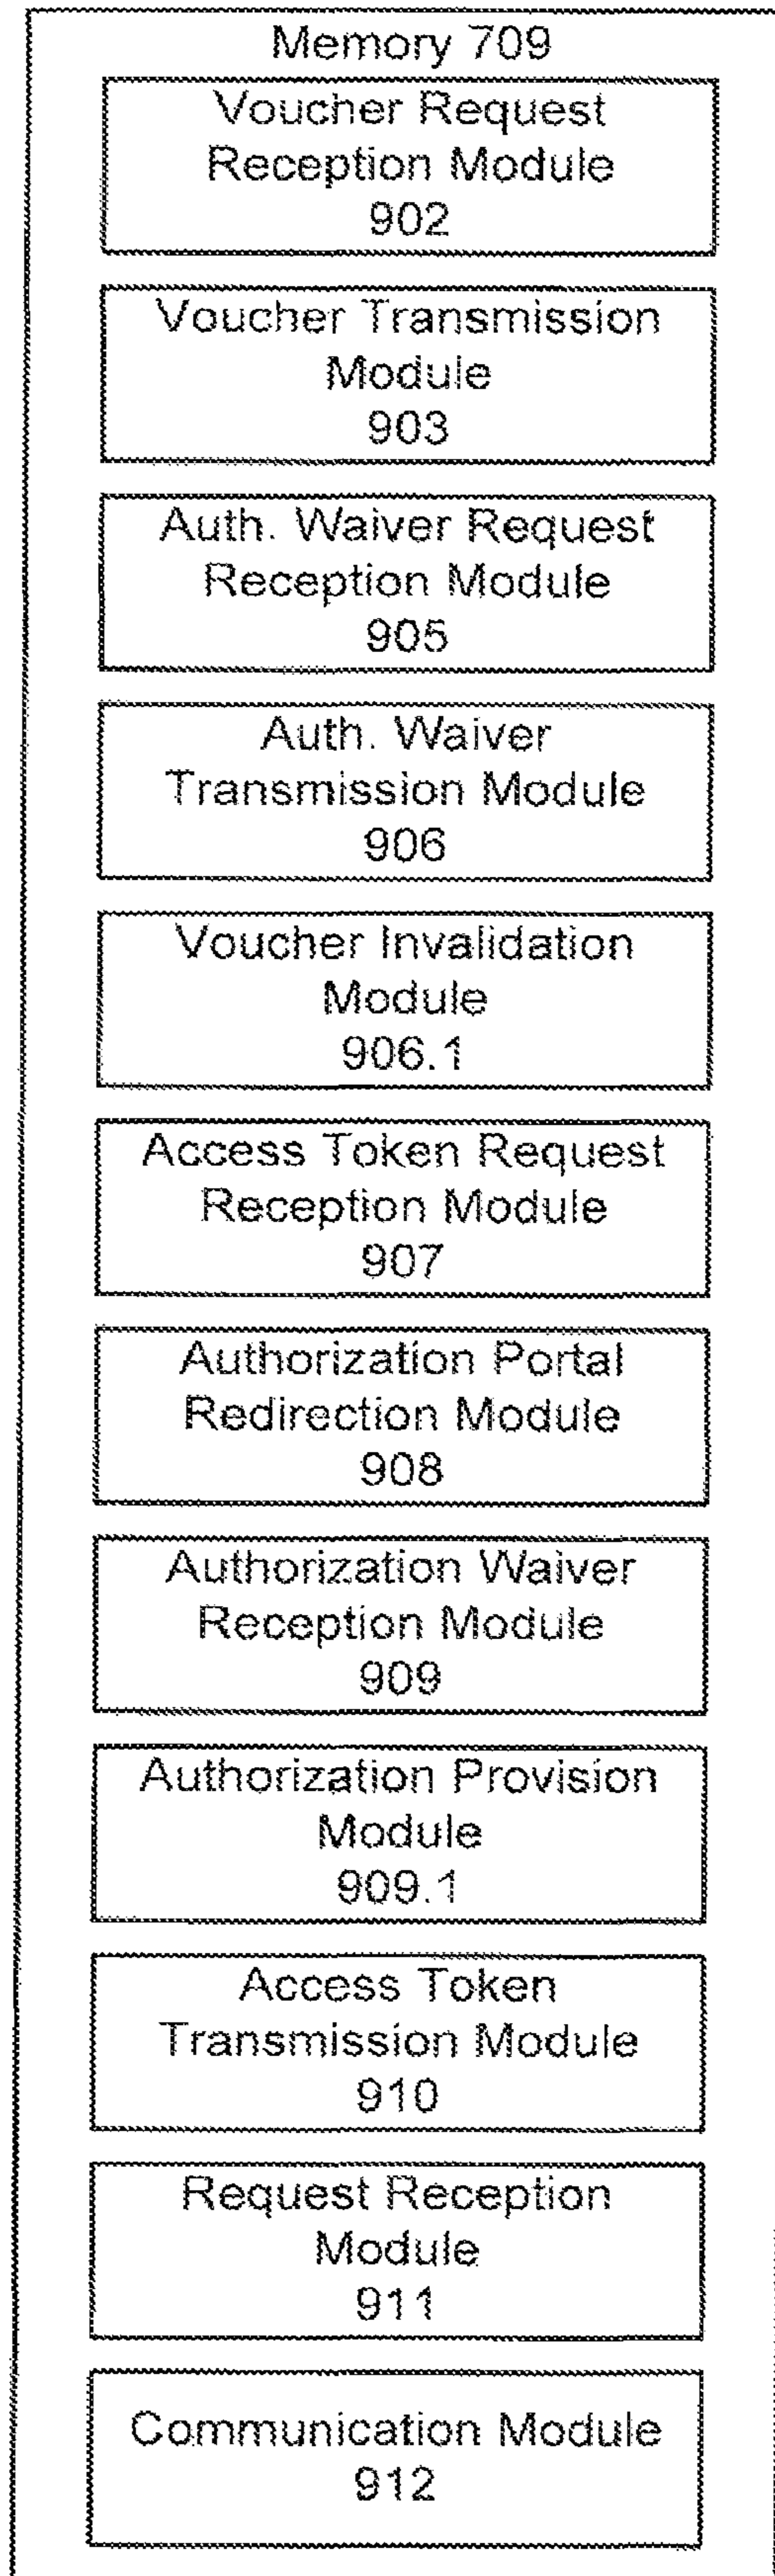 Memory 709
Voucher Request
Reception Module
902
Voucher Transmission
Module
903
Auth. Waiver Request
Reception Module
905
Auth. Waiver
Transmission Module
906
Voucher Invalidation
Module
906.1
Access Token Request
Reception Module
907
Authorization Portal
Redirection Module
908
Authorization Waiver
Reception Module
909
Authorization Provision
Module
909.1
Access Token
Transmission Module
910
Request Reception
Module
911
Communication Module
912